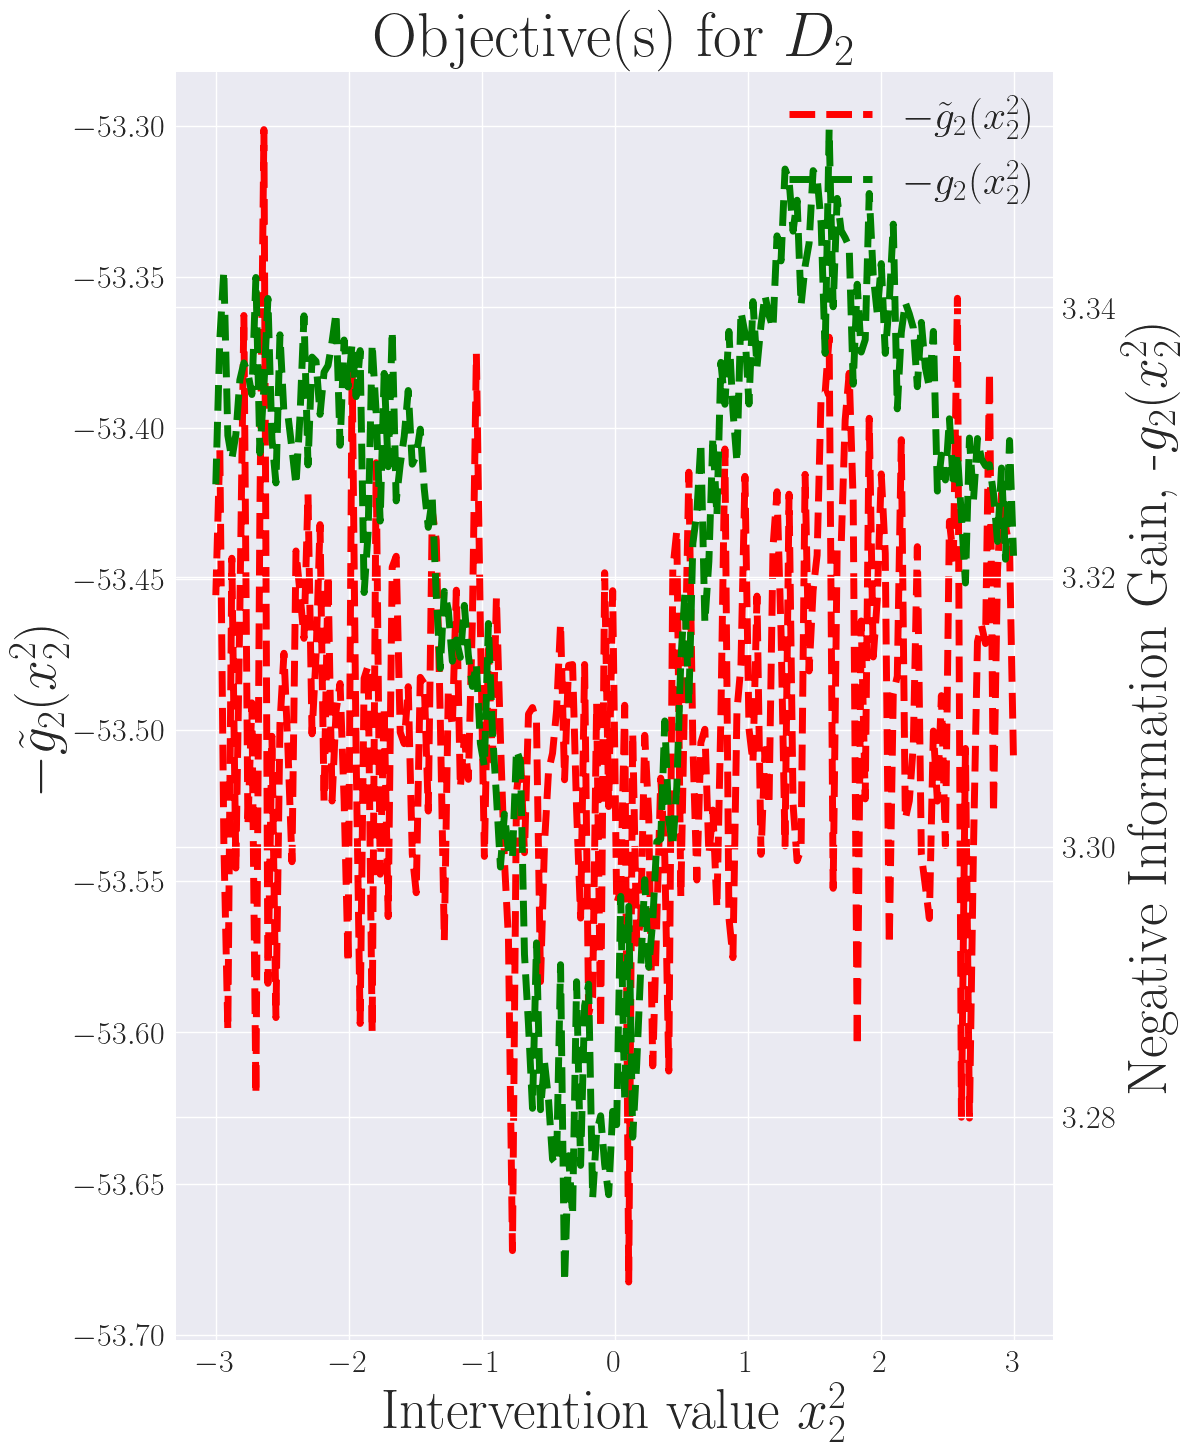 Objective(s) for D₂
−g̃₂(x₂²)
−g₂(x₂²)
−53.30
−53.35
−53.40
−53.45
−53.50
−53.55
−53.60
−53.65
−53.70
−g̃₂(x₂²)
3.34
3.32
3.30
3.28
Negative Information Gain, -g₂(x₂²)
−3 −2 −1 0 1 2 3
Intervention value x₂²